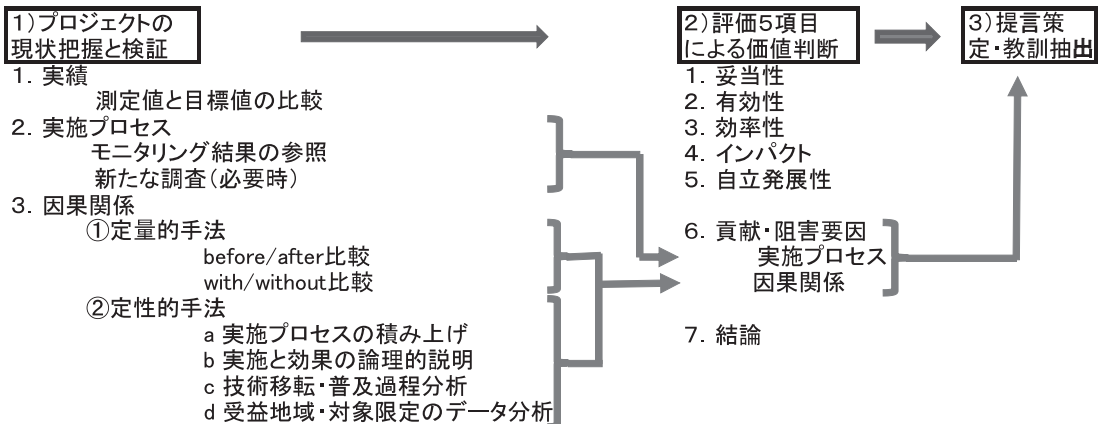 1)プロジェクトの
現状把握と検証
1．実績
測定値と目標値の比較
2．実施プロセス
モニタリング結果の参照
新たな調査(必要時)
3．因果関係
①定量的手法
before/after比較
with/without比較
②定性的手法
a 実施プロセスの積み上げ
b 実施と効果の論理的説明
c 技術移転・普及過程分析
d 受益地域・対象限定のデータ分析
2)評価5項目
による価値判断
1．妥当性
2．有効性
3．効率性
4．インパクト
5．自立発展性
6．貢献・阻害要因
実施プロセス
因果関係
7．結論
3)提言策
定・教訓抽出